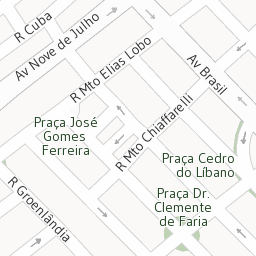 R Cuba
Av Nove de Julho
R Mto Elias Lobo
Av Brasil
R Mto Chiaffarelli
Praça José
Gomes
Ferreira
Praça Cedro
do Líbano
Praça Dr.
Clemente
de Faria
R Groenlândia